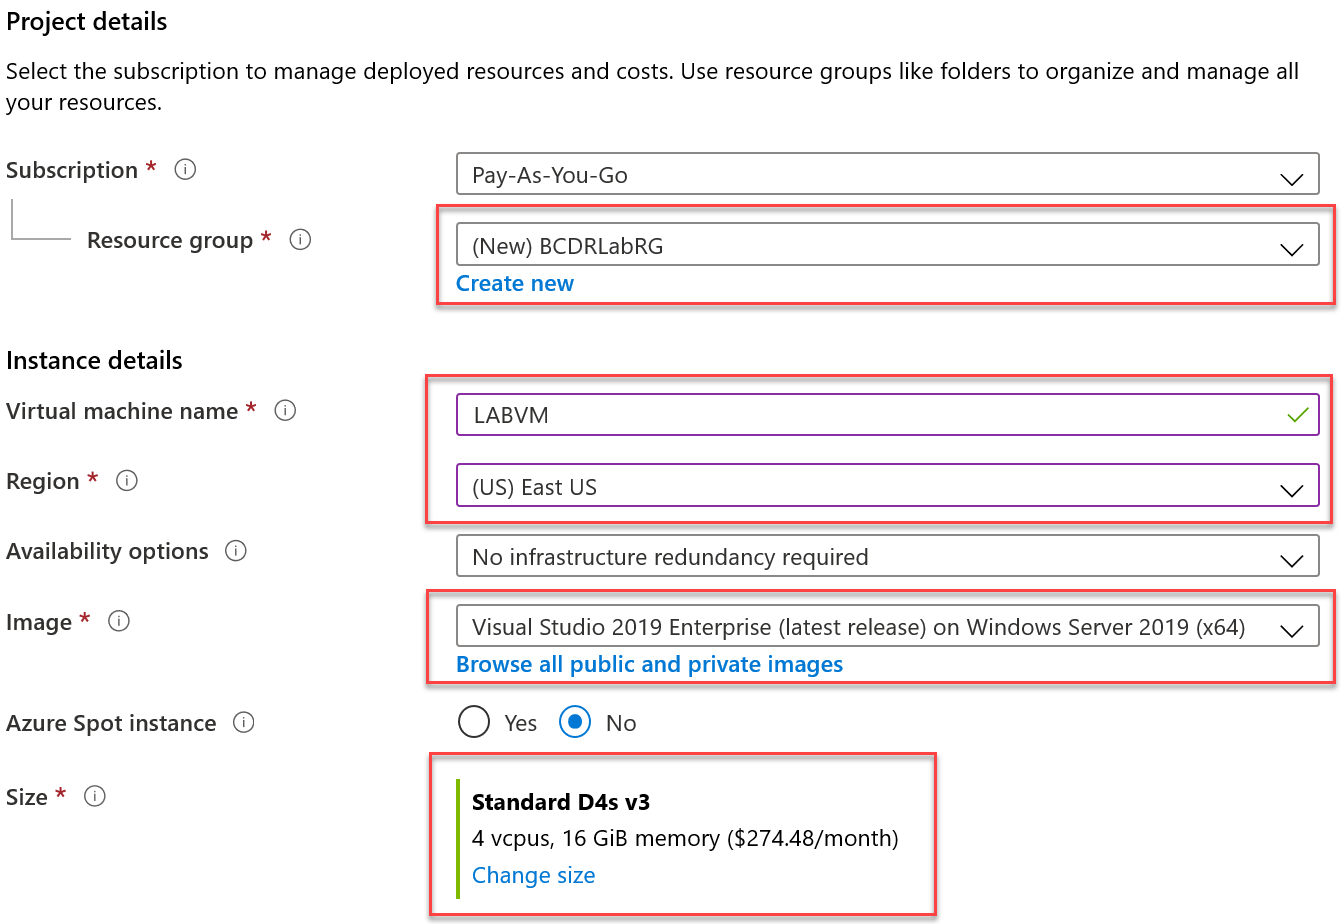 Project details
Select the subscription to manage deployed resources and costs. Use resource groups like folders to organize and manage all
your resources.
Subscription *
Pay-As-You-Go
Resource group *
(New) BCDRLabRG
Create new
Instance details
Virtual machine name *
LABVM
Region *
(US) East US
Availability options
No infrastructure redundancy required
Image *
Visual Studio 2019 Enterprise (latest release) on Windows Server 2019 (x64)
Browse all public and private images
Azure Spot instance
Yes No
Size *
Standard D4s v3
4 vcpus, 16 GiB memory ($274.48/month)
Change size